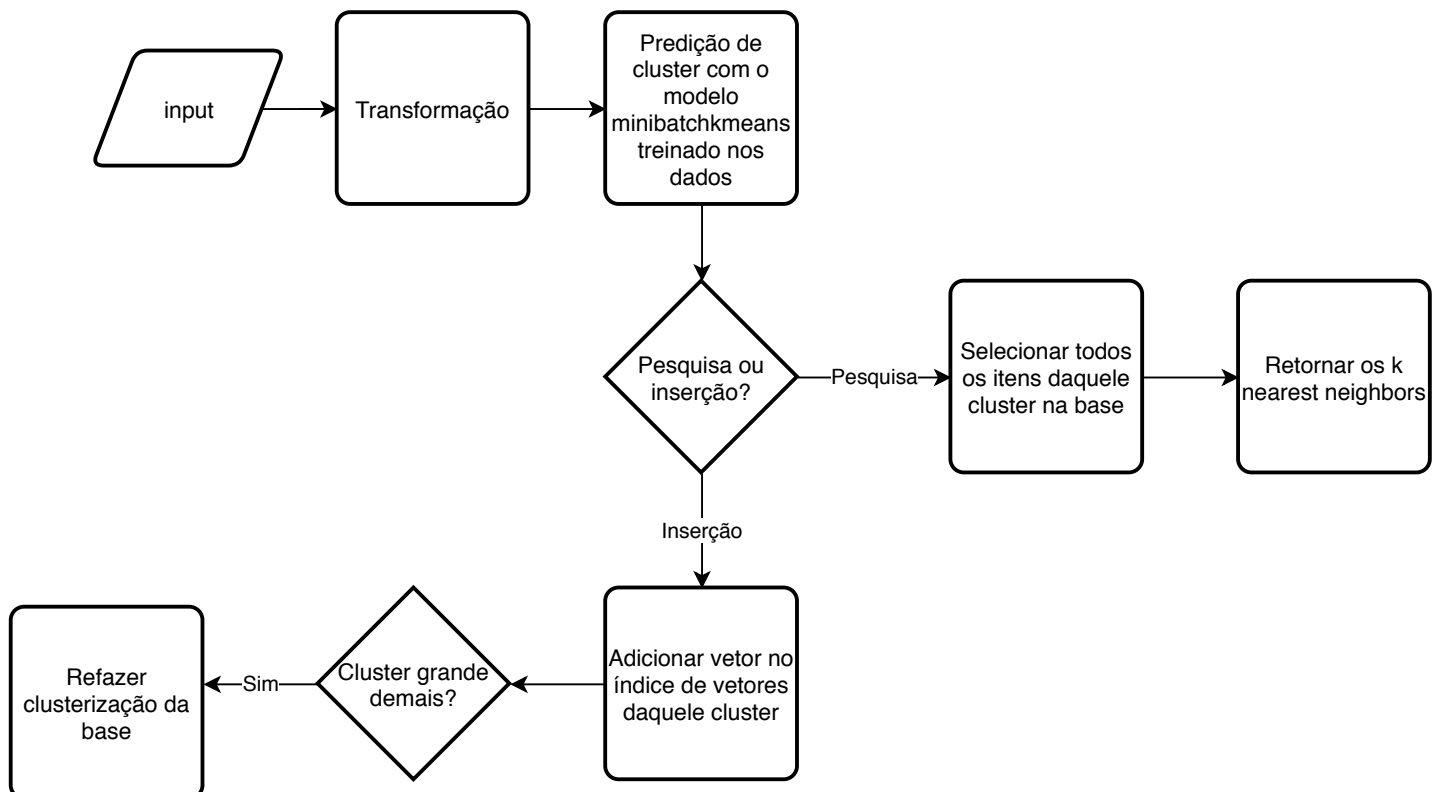 input
Transformação
Predição de
cluster com o
modelo
minibatchkmeans
treinado nos
dados
Pesquisa ou
inserção?
Pesquisa
Selecionar todos
os itens daquele
cluster na base
Retornar os k
nearest neighbors
Inserção
Adicionar vetor no
índice de vetores
daquele cluster
Cluster grande
demais?
Sim
Refazer
clusterização da
base